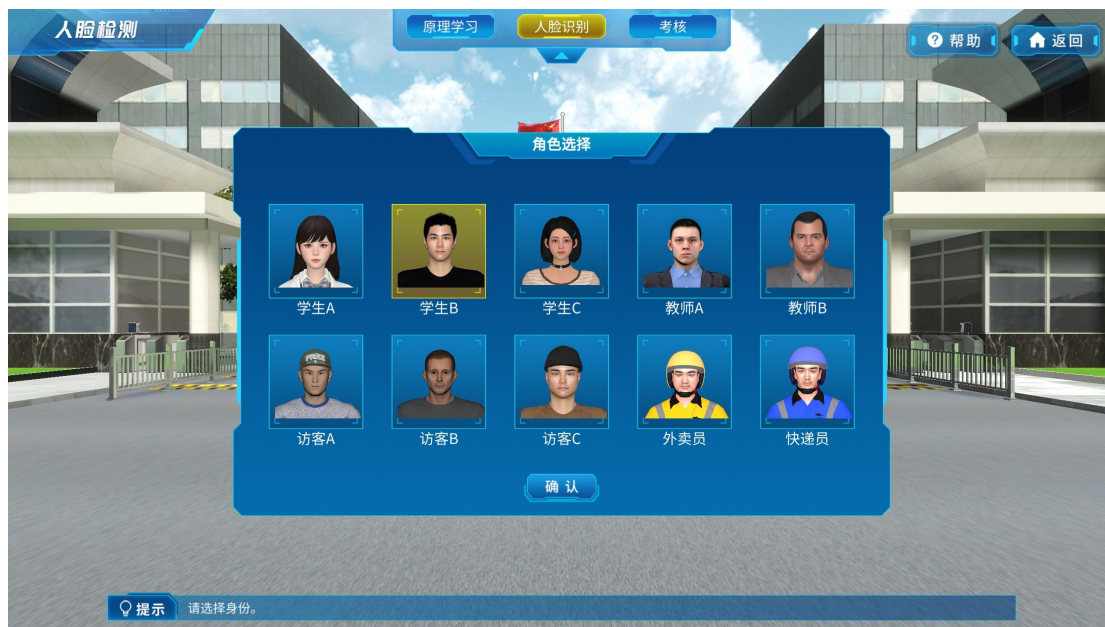 人脸检测
原理学习
人脸识别
考核
帮助
返回
角色选择
学生A
学生B
学生C
教师A
教师B
访客A
访客B
访客C
外卖员
快递员
确认
提示
请选择身份。